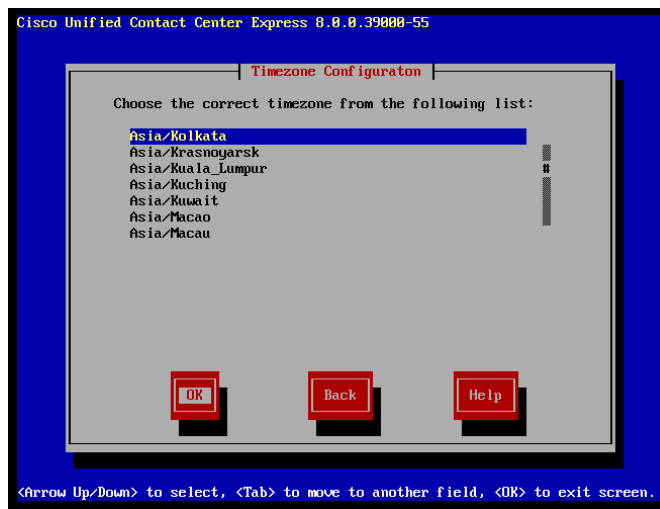 Cisco Unified Contact Center Express 8.0.0.39000-55
Timezone Configuraton
Choose the correct timezone from the following list:
Asia/Kolkata
Asia/Krasnoyarsk
Asia/Kuala_Lumpur
#
Asia/Kuching
Asia/Kuwait
Asia/Macao
Asia/Macau
OK Back Help
<Arrow Up/Down> to select, <Tab> to move to another field, <OK> to exit screen.